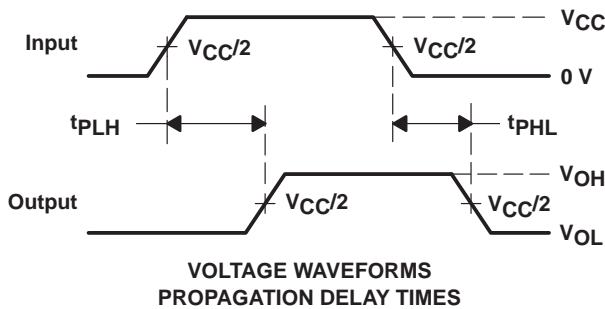 VCC
Input
VCC/2
VCC/2
0 V
tPLH
tPHL
VOH
Output
VCC/2
VCC/2
VOL
VOLTAGE WAVEFORMS
PROPAGATION DELAY TIMES